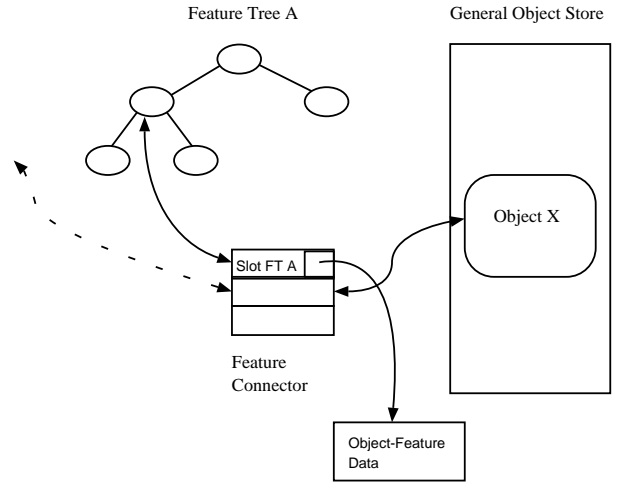 Feature Tree A
General Object Store
Object X
Slot FT A
Feature
Connector
Object-Feature
Data